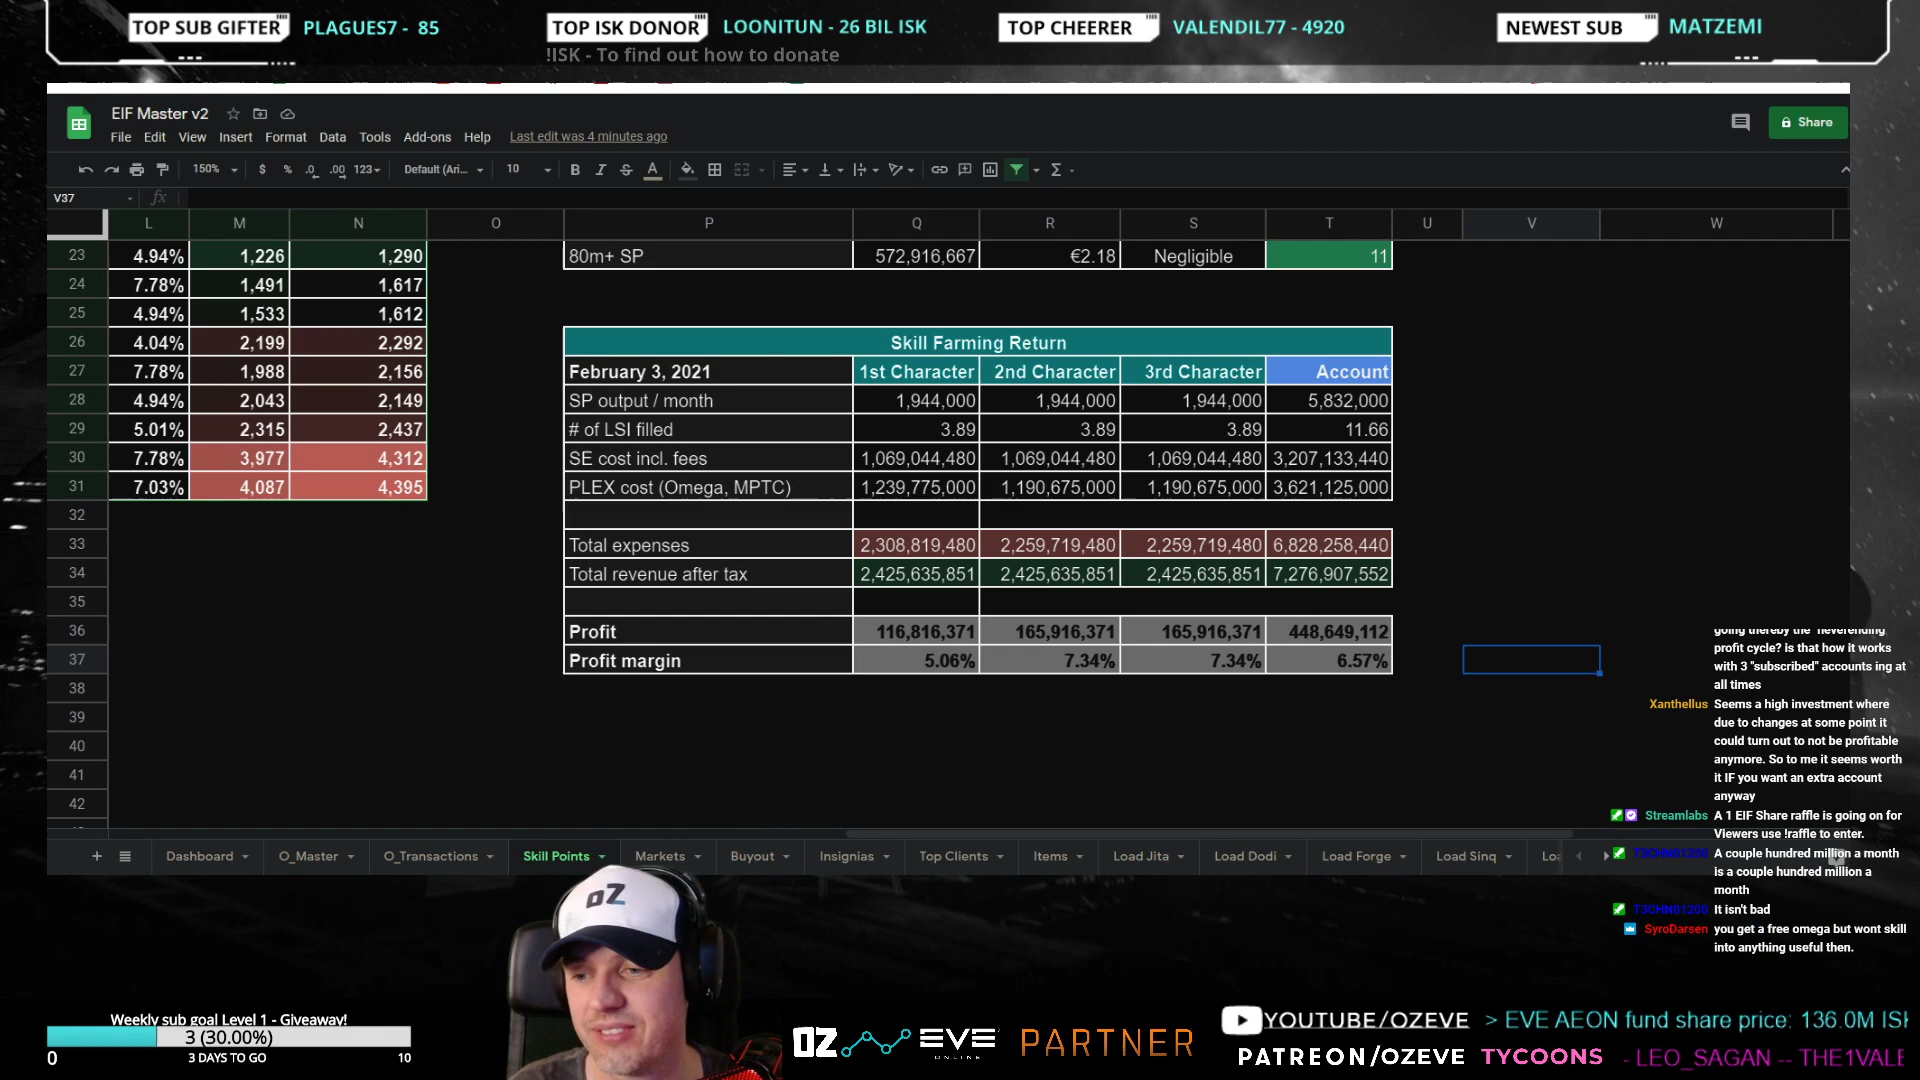 TOP SUB GIFTER PLAGUES7 - 85
TOP ISK DONOR LOONITUN - 26 BIL ISK
TOP CHEERER VALENDIL77 - 4920
NEWEST SUB MATZEMI
!ISK - To find out how to donate
EIF Master v2
File Edit View Insert Format Data Tools Add-ons Help Last edit was 4 minutes ago
Share
150% $ % .0 .00 123 Default (Ari... 10 B I S A
V37 fx
L M N O P Q R S T U V W
23 4.94% 1,226 1,290 80m+ SP 572,916,667 €2.18 Negligible 11
24 7.78% 1,491 1,617
25 4.94% 1,533 1,612
26 4.04% 2,199 2,292 Skill Farming Return
27 7.78% 1,988 2,156 February 3, 2021 1st Character 2nd Character 3rd Character Account
28 4.94% 2,043 2,149 SP output / month 1,944,000 1,944,000 1,944,000 5,832,000
29 5.01% 2,315 2,437 # of LSI filled 3.89 3.89 3.89 11.66
30 7.78% 3,977 4,312 SE cost incl. fees 1,069,044,480 1,069,044,480 1,069,044,480 3,207,133,440
31 7.03% 4,087 4,395 PLEX cost (Omega, MPTC) 1,239,775,000 1,190,675,000 1,190,675,000 3,621,125,000
32
33 Total expenses 2,308,819,480 2,259,719,480 2,259,719,480 6,828,258,440
34 Total revenue after tax 2,425,635,851 2,425,635,851 2,425,635,851 7,276,907,552
35
36 Profit 116,816,371 165,916,371 165,916,371 448,649,112
37 Profit margin 5.06% 7.34% 7.34% 6.57%
38
39
40
41
42
going thereby the "neverending
profit cycle? is that how it works
with 3 "subscribed" accounts ing at
all times
Xanthellus Seems a high investment where
due to changes at some point it
could turn out to not be profitable
anymore. So to me it seems worth
it IF you want an extra account
anyway
Streamlabs A 1 EIF Share raffle is going on for
Viewers use !raffle to enter.
T3CHN01200 A couple hundred million a month
is a couple hundred million a
month
T3CHN01200 It isn't bad
SyroDarsen you get a free omega but wont skill
into anything useful then.
+ Dashboard O_Master O_Transactions Skill Points Markets Buyout Insignias Top Clients Items Load Jita Load Dodi Load Forge Load Sinq Loa
OZ
Weekly sub goal Level 1 - Giveaway!
3 (30.00%)
0 3 DAYS TO GO 10
OZ EVE ONLINE PARTNER
YOUTUBE/OZEVE > EVE AEON fund share price: 136.0M ISK
PATREON/OZEVE TYCOONS - LEO_SAGAN -- THE1VALE